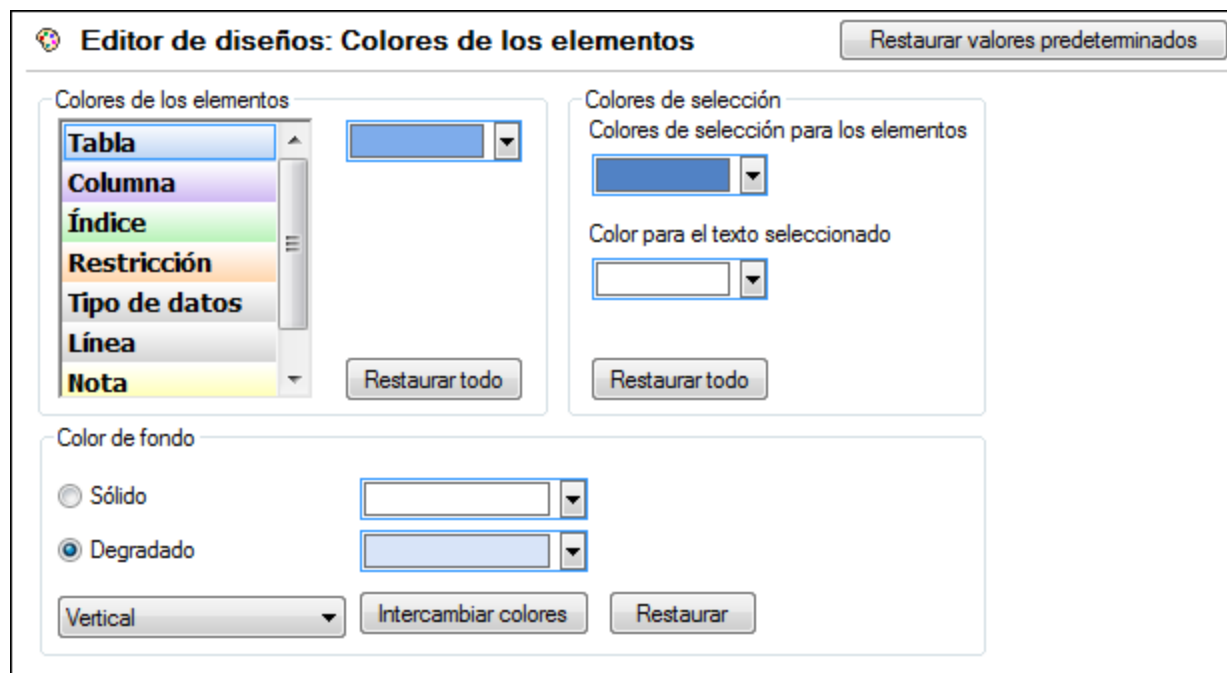 Editor de diseños: Colores de los elementos
Restaurar valores predeterminados
Colores de los elementos
Tabla
Columna
Índice
Restricción
Tipo de datos
Línea
Nota
Restaurar todo
Colores de selección
Colores de selección para los elementos
Color para el texto seleccionado
Restaurar todo
Color de fondo
Sólido
Degradado
Vertical
Intercambiar colores
Restaurar